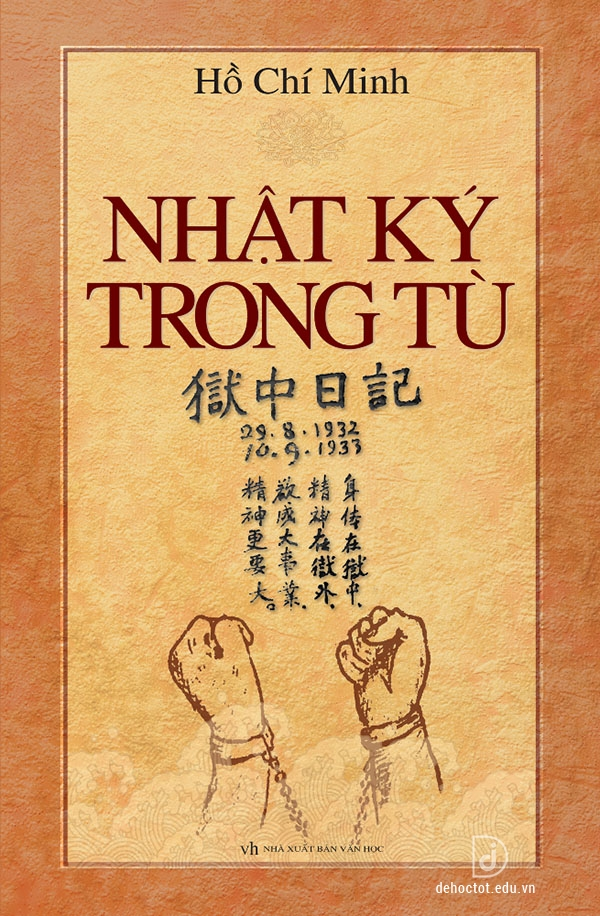 Hồ Chí Minh
NHẬT KÝ
TRONG TÙ
獄中日記
29.8.1932
10.9.1933
身体在獄中、
精神在獄外、
欲成大事業、
精神更要大。
vh NHÀ XUẤT BẢN VĂN HỌC
dehoctot.edu.vn